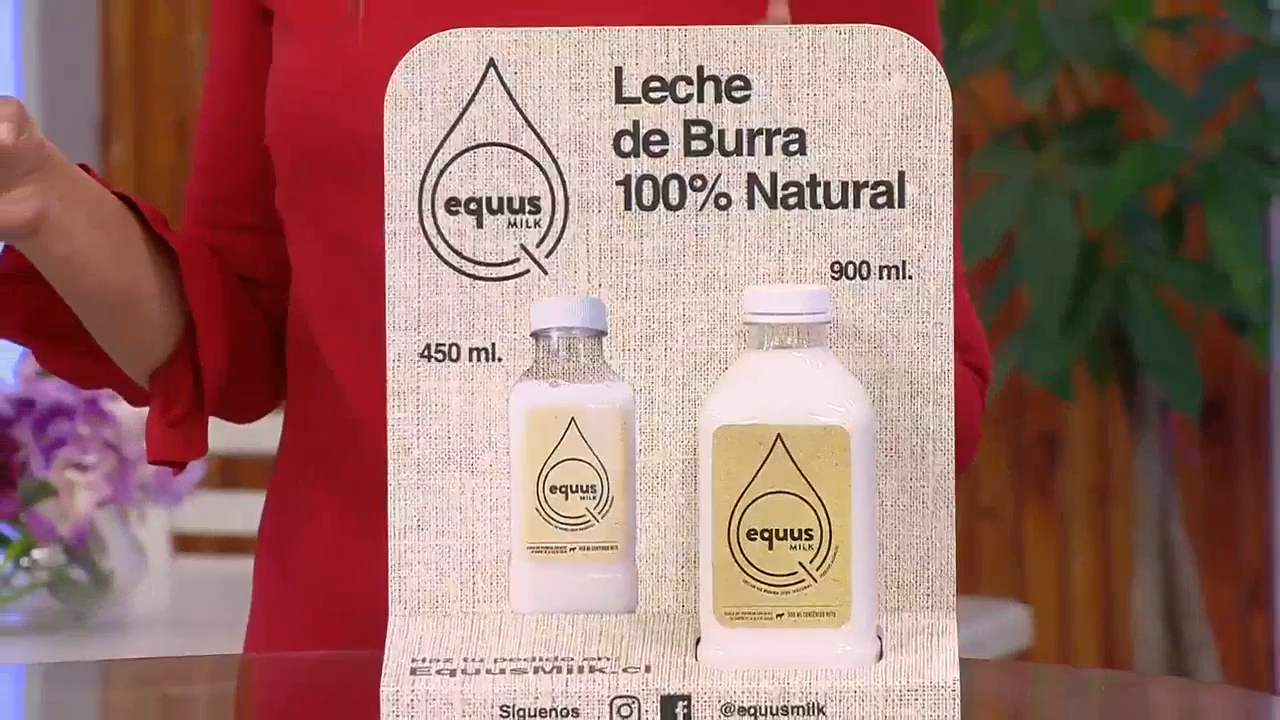 Leche
de Burra
100% Natural
equus
MILK
900 ml.
450 ml.
equus
MILK
equus
MILK
EquusMilk.cl
Síguenos @equusmilk